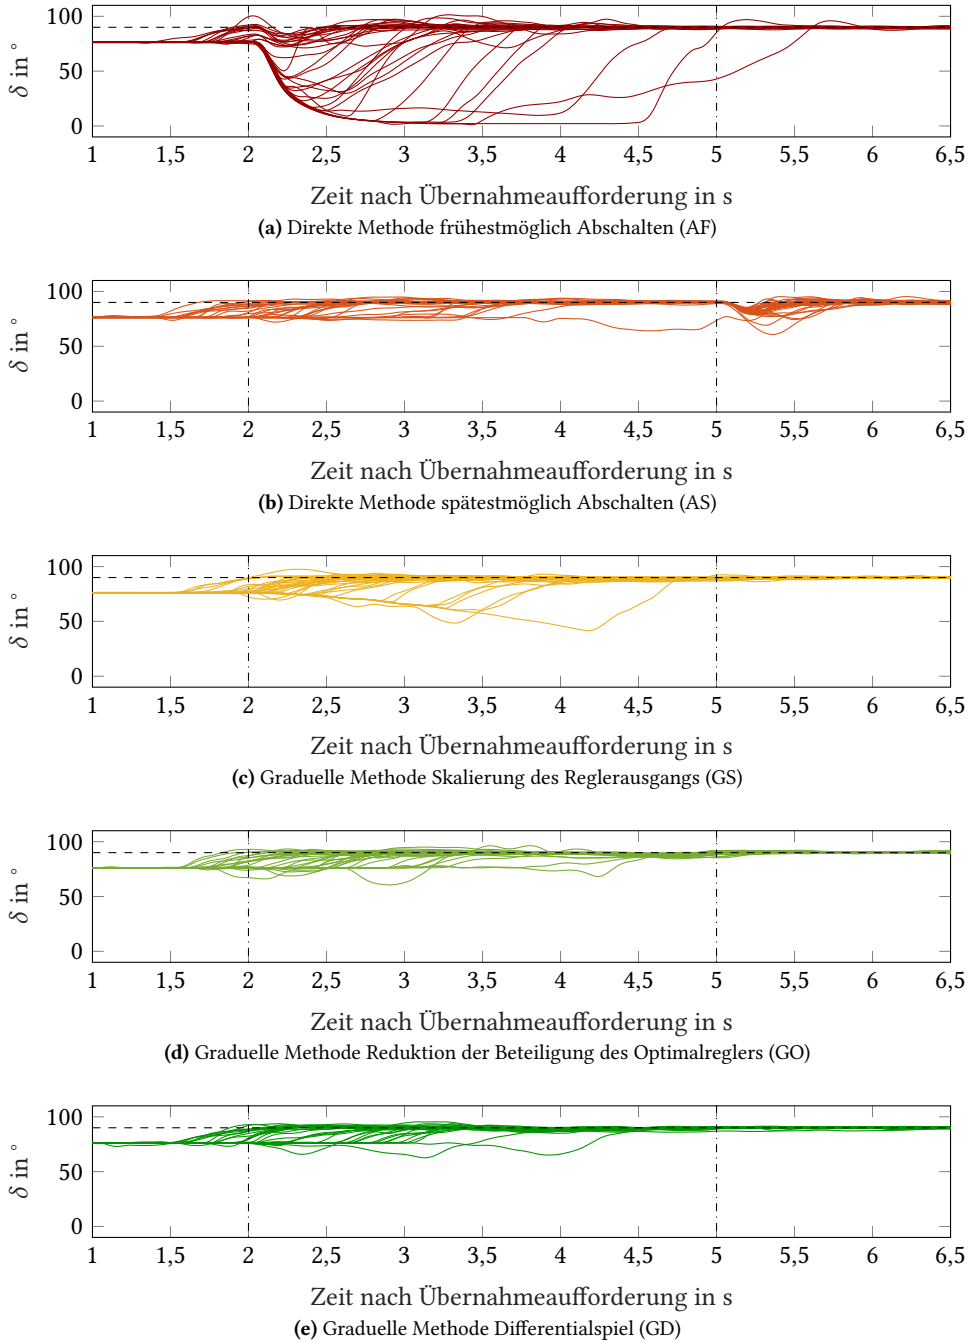 100
50
0
δ in °
1 1,5 2 2,5 3 3,5 4 4,5 5 5,5 6 6,5
Zeit nach Übernahmeaufforderung in s
(a) Direkte Methode frühestmöglich Abschalten (AF)
100
50
0
δ in °
1 1,5 2 2,5 3 3,5 4 4,5 5 5,5 6 6,5
Zeit nach Übernahmeaufforderung in s
(b) Direkte Methode spätestmöglich Abschalten (AS)
100
50
0
δ in °
1 1,5 2 2,5 3 3,5 4 4,5 5 5,5 6 6,5
Zeit nach Übernahmeaufforderung in s
(c) Graduelle Methode Skalierung des Reglerausgangs (GS)
100
50
0
δ in °
1 1,5 2 2,5 3 3,5 4 4,5 5 5,5 6 6,5
Zeit nach Übernahmeaufforderung in s
(d) Graduelle Methode Reduktion der Beteiligung des Optimalreglers (GO)
100
50
0
δ in °
1 1,5 2 2,5 3 3,5 4 4,5 5 5,5 6 6,5
Zeit nach Übernahmeaufforderung in s
(e) Graduelle Methode Differentialspiel (GD)